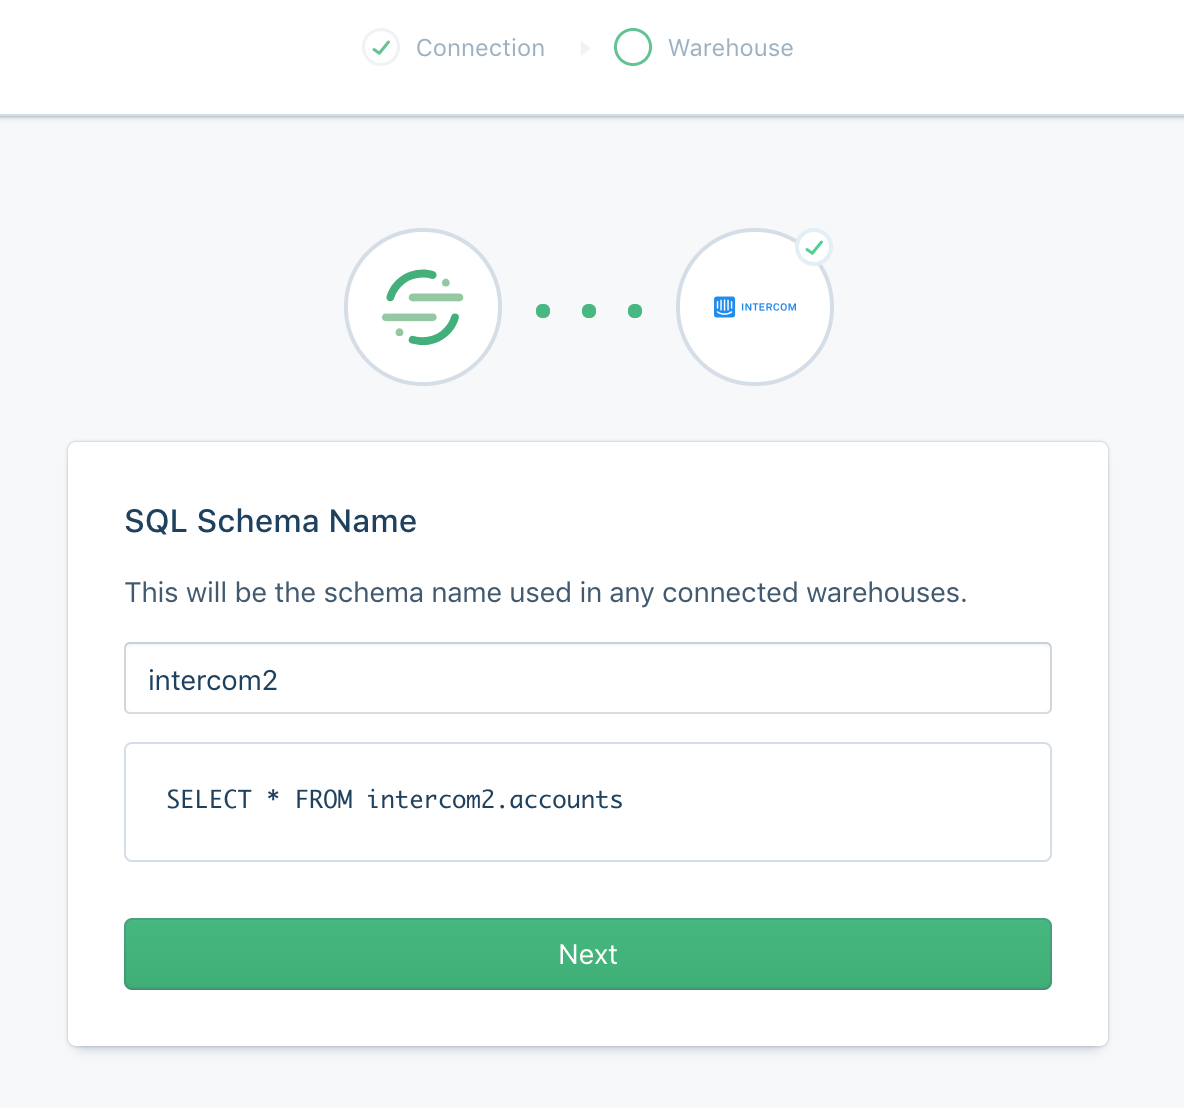 Connection
Warehouse
INTERCOM
SQL Schema Name
This will be the schema name used in any connected warehouses.
intercom2
SELECT * FROM intercom2.accounts
Next